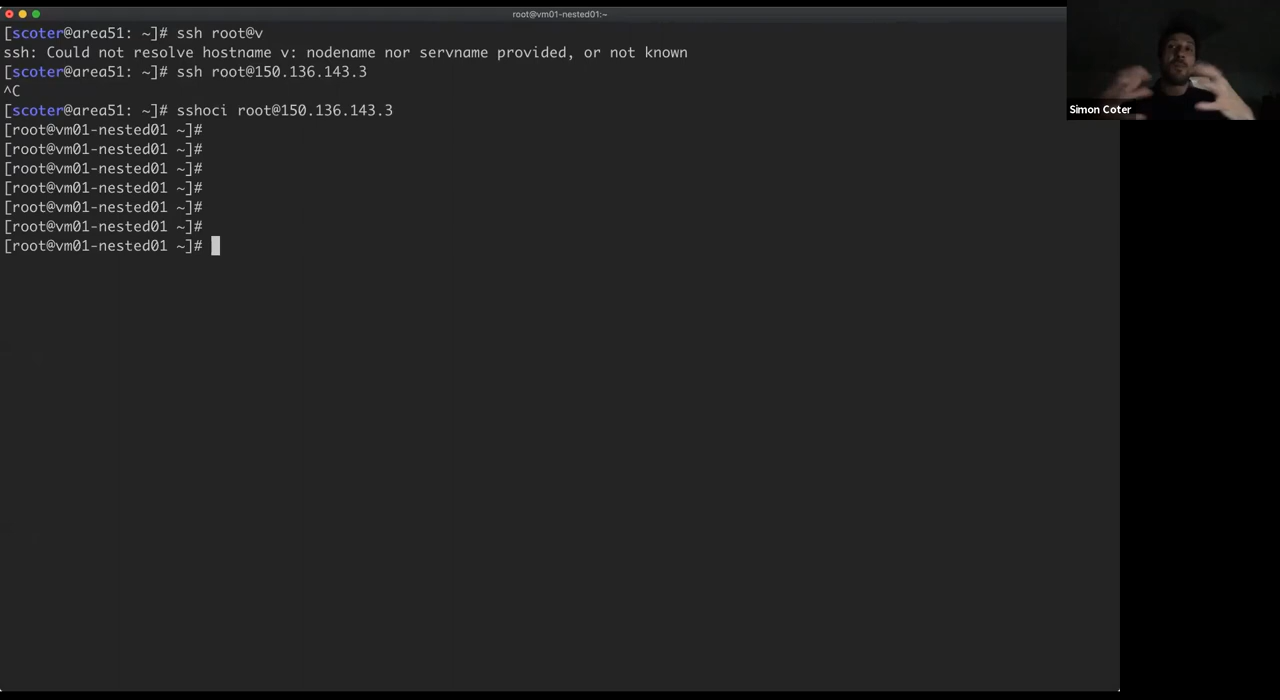 root@vm01-nested01:~
[scoter@area51: ~]# ssh root@v
ssh: Could not resolve hostname v: nodename nor servname provided, or not known
[scoter@area51: ~]# ssh root@150.136.143.3
^C
[scoter@area51: ~]# sshoci root@150.136.143.3
[root@vm01-nested01 ~]#
[root@vm01-nested01 ~]#
[root@vm01-nested01 ~]#
[root@vm01-nested01 ~]#
[root@vm01-nested01 ~]#
[root@vm01-nested01 ~]#
[root@vm01-nested01 ~]#
Simon Coter